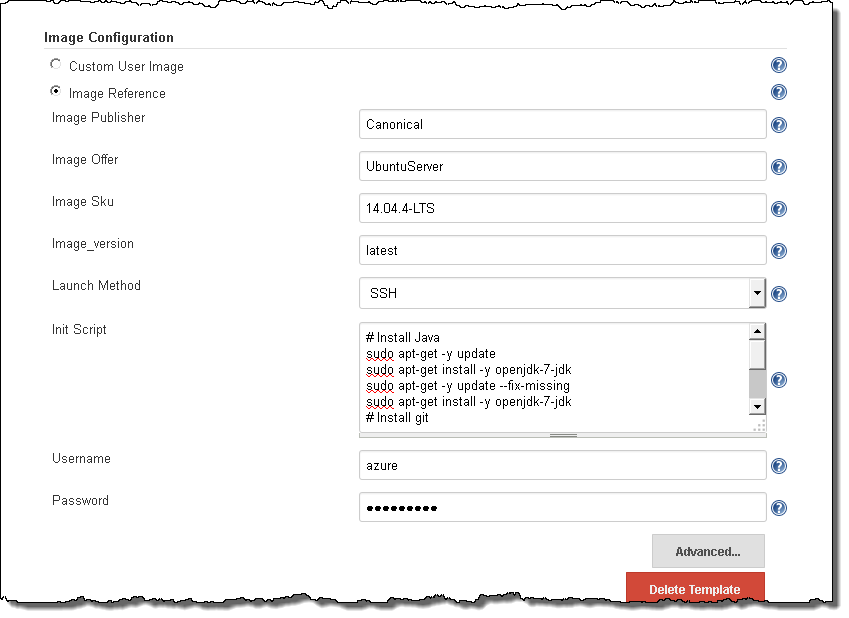 Image Configuration
Custom User Image
Image Reference
Image Publisher
Canonical
Image Offer
UbuntuServer
Image Sku
14.04.4-LTS
Image_version
latest
Launch Method
SSH
Init Script
# Install Java
sudo apt-get -y update
sudo apt-get install -y openjdk-7-jdk
sudo apt-get -y update --fix-missing
sudo apt-get install -y openjdk-7-jdk
# Install git
Username
azure
Password
●●●●●●●●●
Advanced...
Delete Template